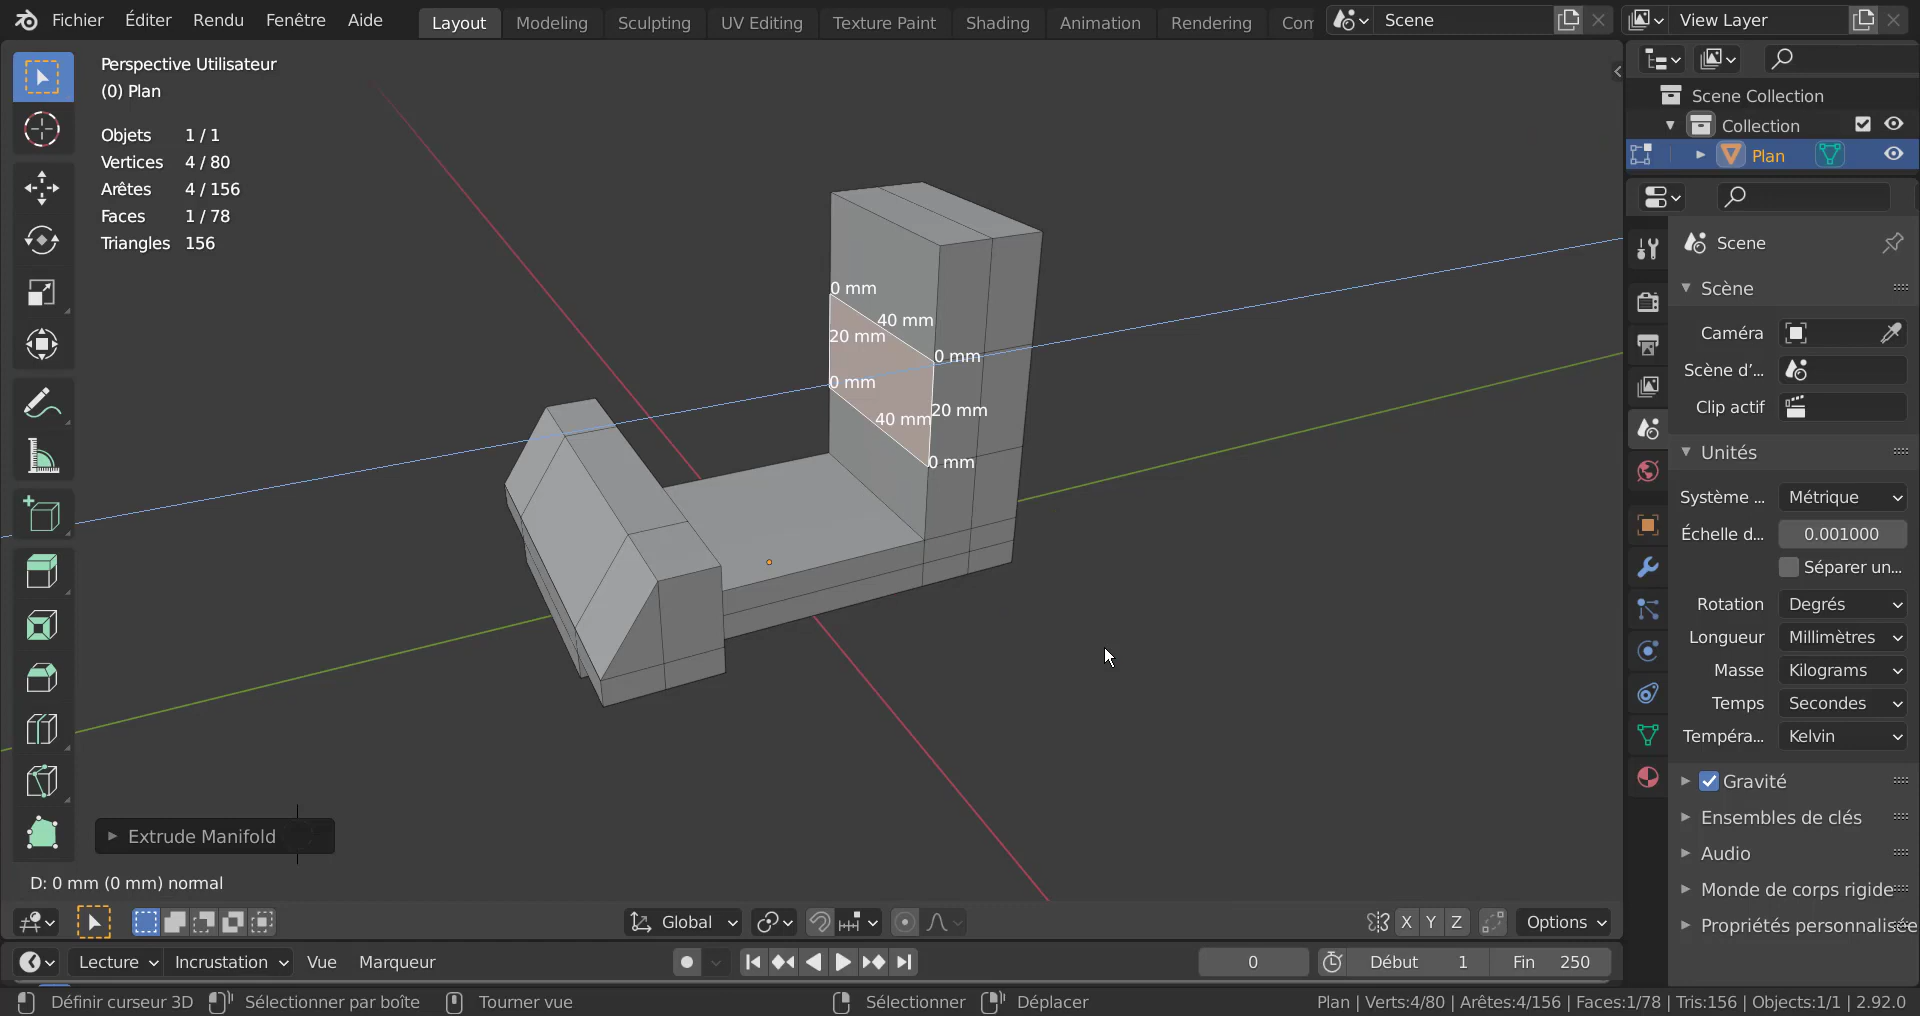 Fichier Éditer Rendu Fenêtre Aide Layout Modeling Sculpting UV Editing Texture Paint Shading Animation Rendering Com Scene View Layer
Perspective Utilisateur
(0) Plan
Objets 1 / 1
Vertices 4 / 80
Arêtes 4 / 156
Faces 1 / 78
Triangles 156
0 mm
40 mm
20 mm
0 mm
0 mm
40 mm
20 mm
0 mm
Extrude Manifold
D: 0 mm (0 mm) normal
Global
X Y Z
Options
Scene Collection
Collection
Plan
Scene
Scène
Caméra
Scène d’...
Clip actif
Unités
Système ... Métrique
Échelle d... 0.001000
Séparer un...
Rotation Degrés
Longueur Millimètres
Masse Kilograms
Temps Secondes
Tempéra... Kelvin
Gravité
Ensembles de clés
Audio
Monde de corps rigide
Propriétés personnalisée
Lecture Incrustation Vue Marqueur 0 Début 1 Fin 250
Définir curseur 3D Sélectionner par boîte Tourner vue Sélectionner Déplacer Plan | Verts:4/80 | Arêtes:4/156 | Faces:1/78 | Tris:156 | Objects:1/1 | 2.92.0